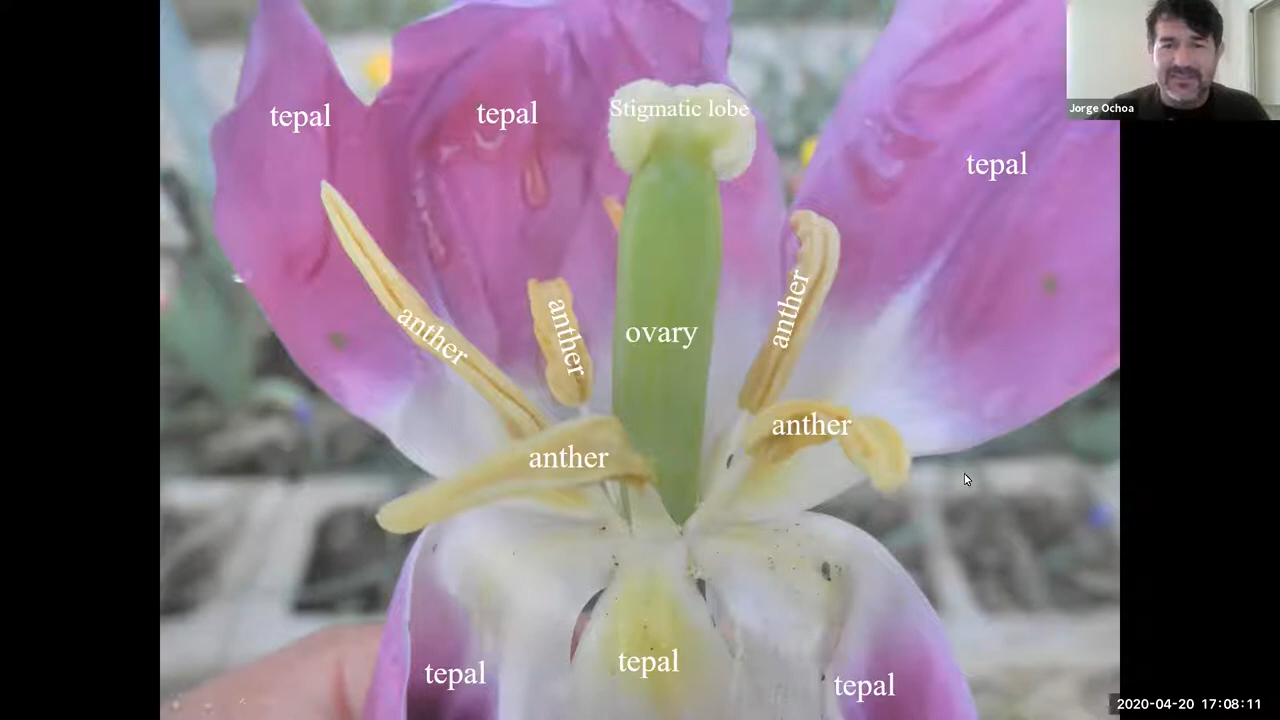 tepal
tepal
Stigmatic lobe
tepal
Jorge Ochoa
anther
anther
ovary
anther
anther
anther
tepal
tepal
tepal
2020-04-20 17:08:11